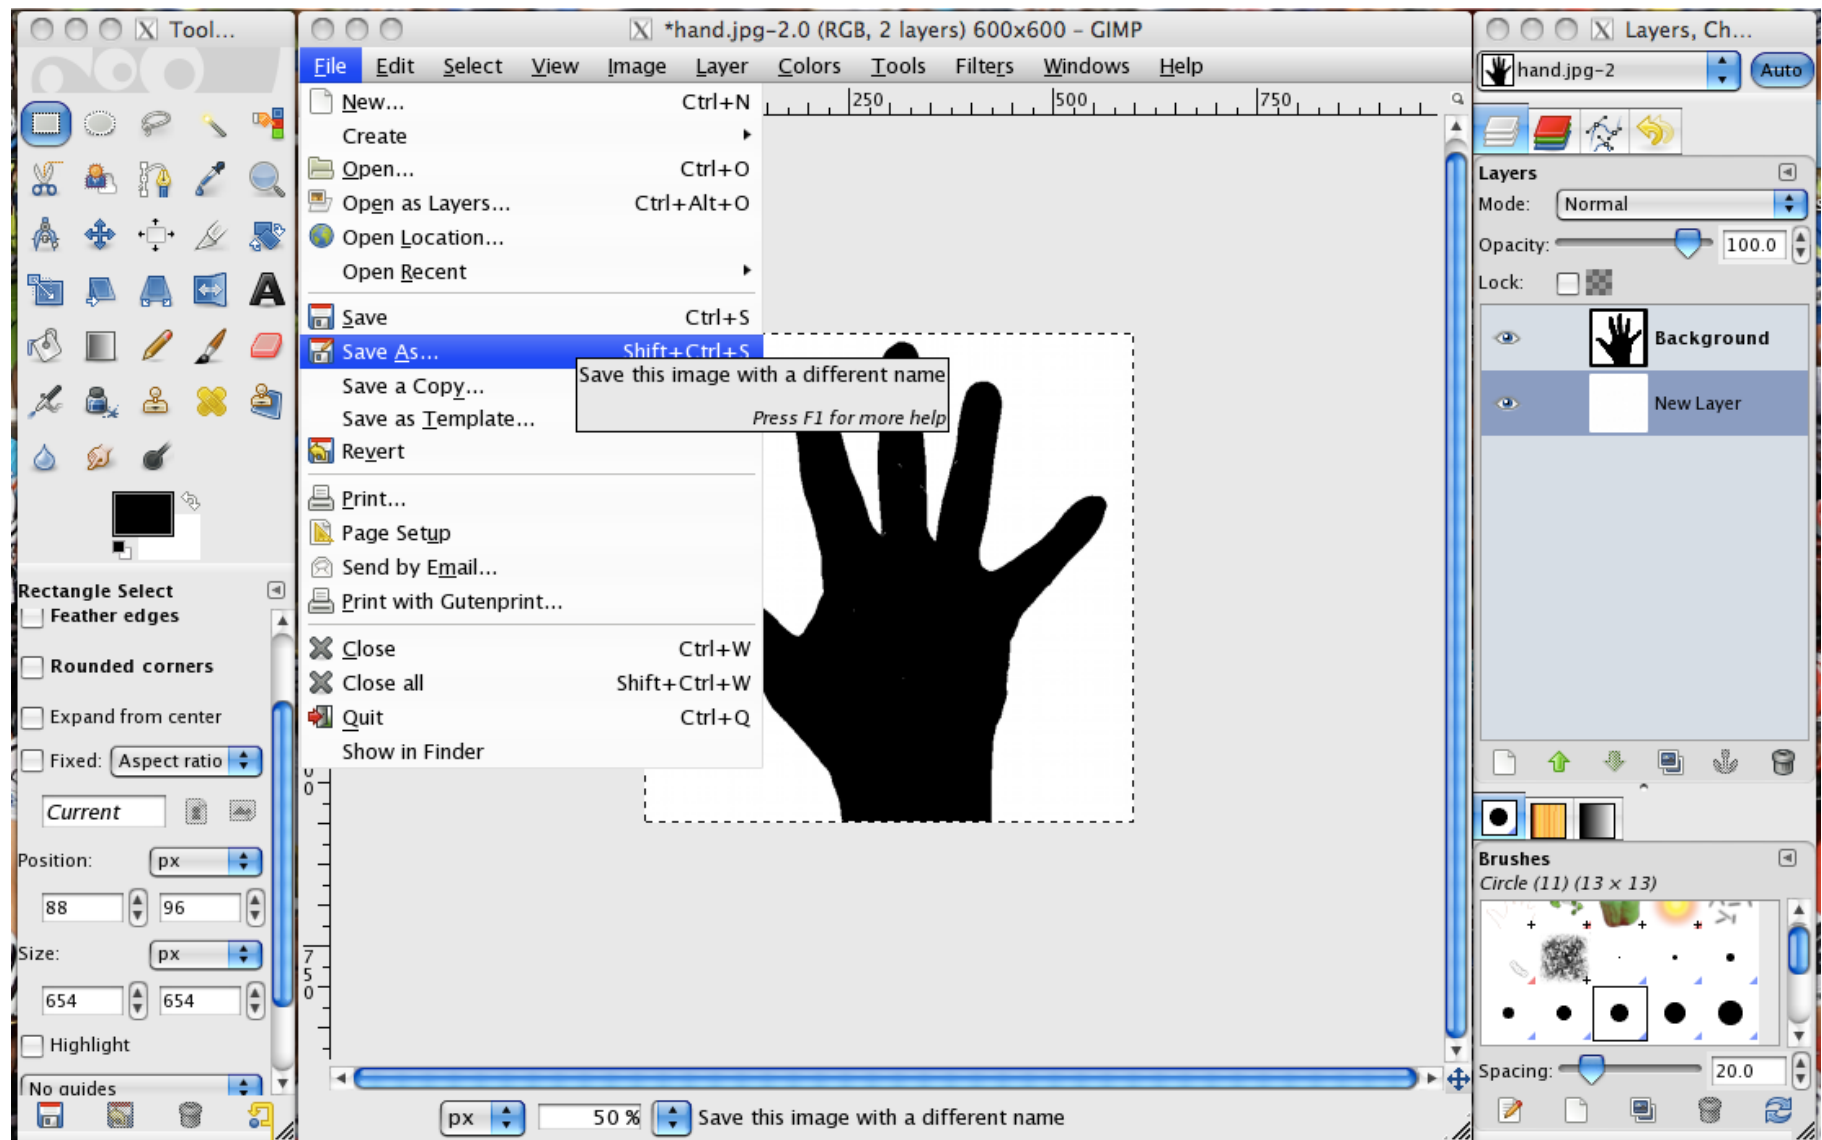 Tool...
*hand.jpg-2.0 (RGB, 2 layers) 600x600 – GIMP
Layers, Ch...
File Edit Select View Image Layer Colors Tools Filters Windows Help
hand.jpg-2
Auto
New... Ctrl+N
Create
Open... Ctrl+O
Open as Layers... Ctrl+Alt+O
Open Location...
Open Recent
Save Ctrl+S
Save As... Shift+Ctrl+S
Save a Copy...
Save as Template...
Revert
Print...
Page Setup
Send by Email...
Print with Gutenprint...
Close Ctrl+W
Close all Shift+Ctrl+W
Quit Ctrl+Q
Show in Finder
Save this image with a different name
Press F1 for more help
250 500 750
0
750
Rectangle Select
Feather edges
Rounded corners
Expand from center
Fixed: Aspect ratio
Current
Position: px
88 96
Size: px
654 654
Highlight
No guides
px 50 % Save this image with a different name
Layers
Mode: Normal
Opacity: 100.0
Lock:
Background
New Layer
Brushes
Circle (11) (13 × 13)
Spacing: 20.0